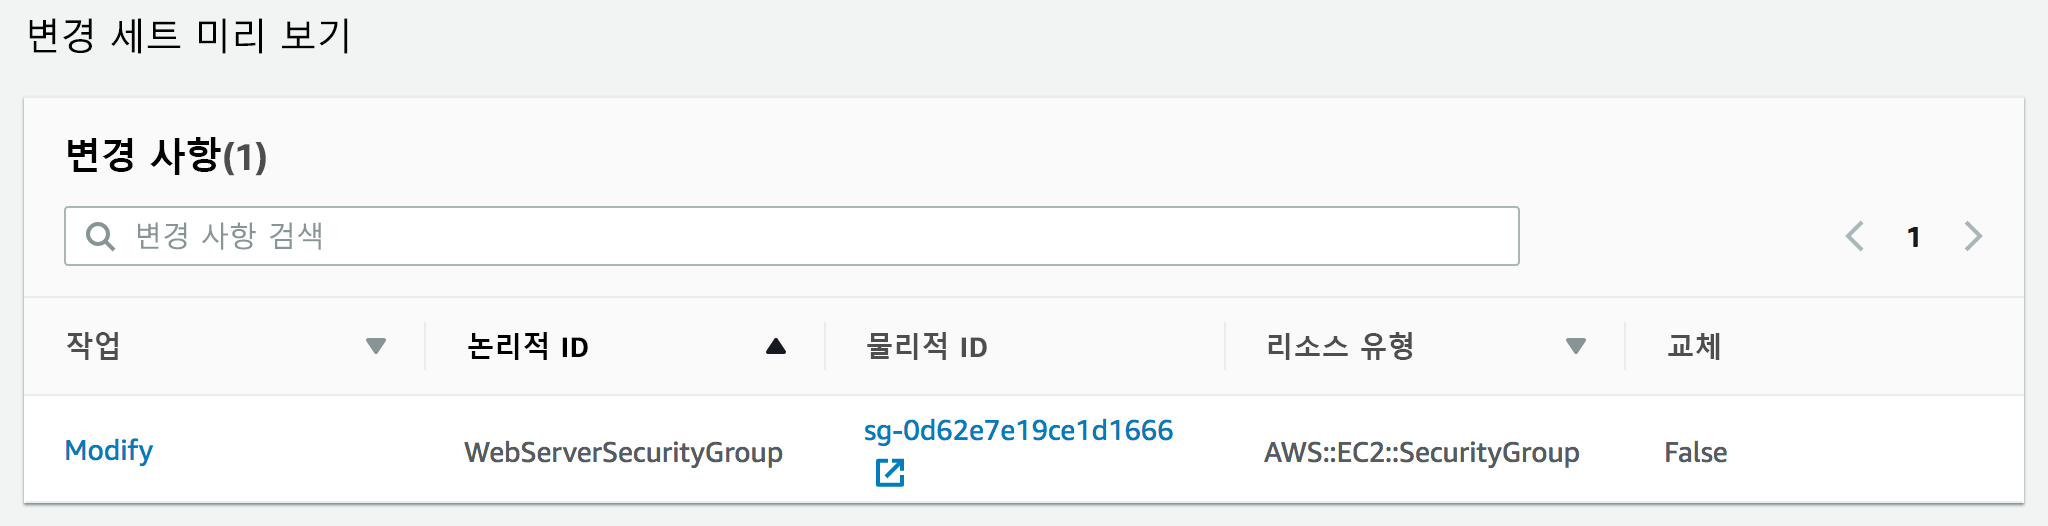 변경 세트 미리 보기
변경 사항(1)
변경 사항 검색
1
작업 논리적 ID 물리적 ID 리소스 유형 교체
Modify WebServerSecurityGroup sg-0d62e7e19ce1d1666 AWS::EC2::SecurityGroup False